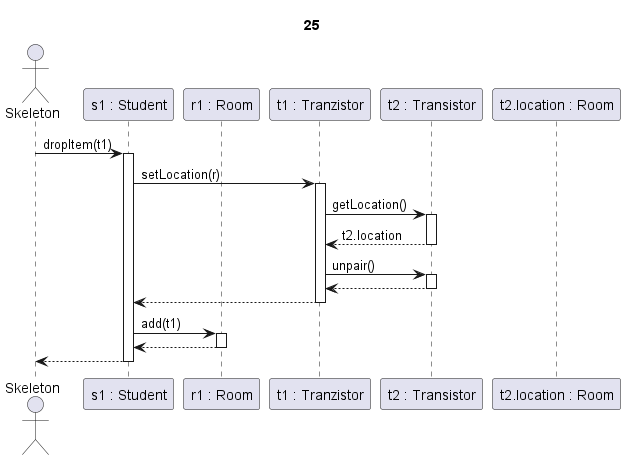 25
Skeleton
s1 : Student
r1 : Room
t1 : Tranzistor
t2 : Transistor
t2.location : Room
dropItem(t1)
setLocation(r)
getLocation()
t2.location
unpair()
add(t1)
Skeleton
s1 : Student
r1 : Room
t1 : Tranzistor
t2 : Transistor
t2.location : Room